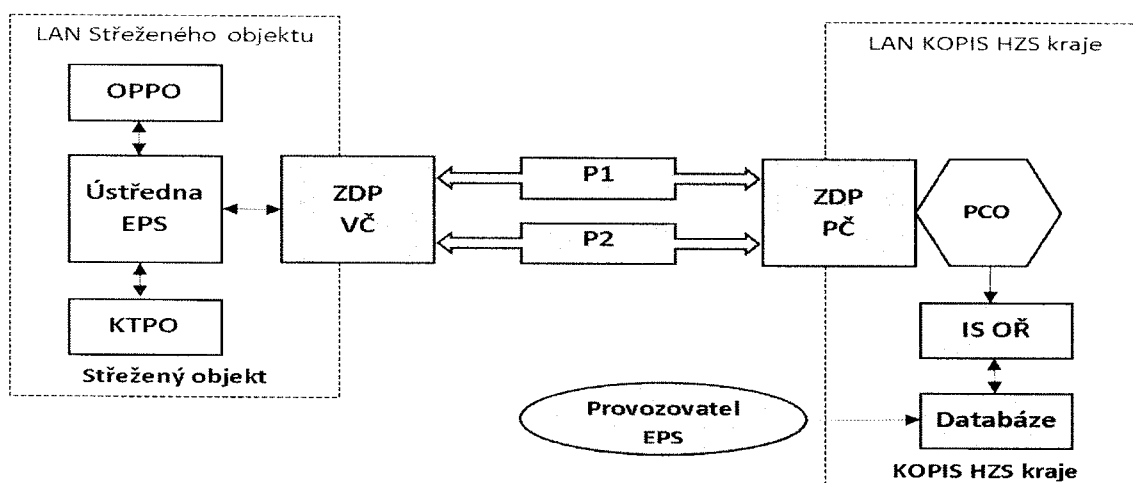 LAN Střeženého objektu
OPPO
Ústředna
EPS
KTPO
Střežený objekt
ZDP
VČ
P1
P2
LAN KOPIS HZS kraje
ZDP
PČ
PCO
IS OŘ
Databáze
KOPIS HZS kraje
Provozovatel
EPS